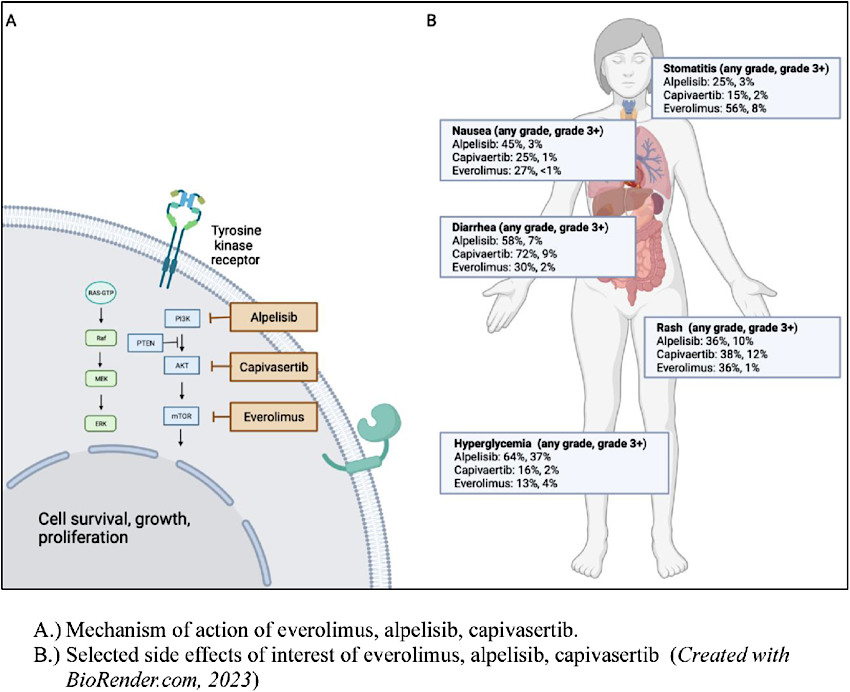 A
B
Stomatitis (any grade, grade 3+)
Alpelisib: 25%, 3%
Capivaertib: 15%, 2%
Everolimus: 56%, 8%
Nausea (any grade, grade 3+)
Alpelisib: 45%, 3%
Capivaertib: 25%, 1%
Everolimus: 27%, <1%
Tyrosine
kinase
receptor
Diarrhea (any grade, grade 3+)
Alpelisib: 58%, 7%
Capivaertib: 72%, 9%
Everolimus: 30%, 2%
RAS-GTP
Raf
MEK
ERK
PI3K
PTEN
AKT
mTOR
Alpelisib
Capivasertib
Everolimus
Rash (any grade, grade 3+)
Alpelisib: 36%, 10%
Capivaertib: 38%, 12%
Everolimus: 36%, 1%
Hyperglycemia (any grade, grade 3+)
Alpelisib: 64%, 37%
Capivaertib: 16%, 2%
Everolimus: 13%, 4%
Cell survival, growth,
proliferation
A.) Mechanism of action of everolimus, alpelisib, capivasertib.
B.) Selected side effects of interest of everolimus, alpelisib, capivasertib (Created with
BioRender.com, 2023)